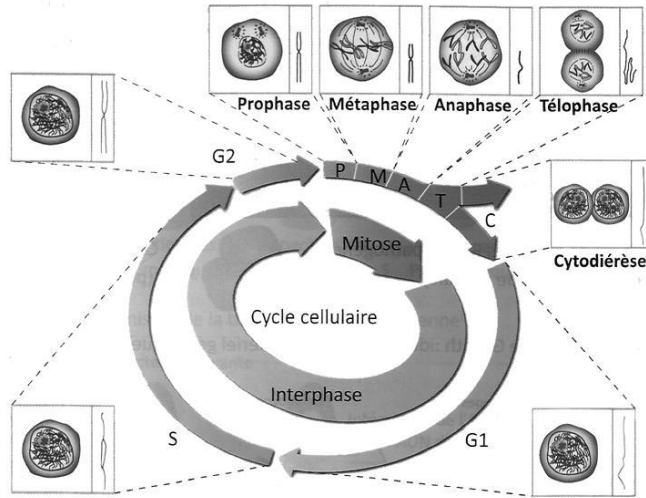 Prophase
Métaphase
Anaphase
Télophase
G2
P
M
A
T
C
Mitose
Cytodiérèse
Cycle cellulaire
Interphase
S
G1